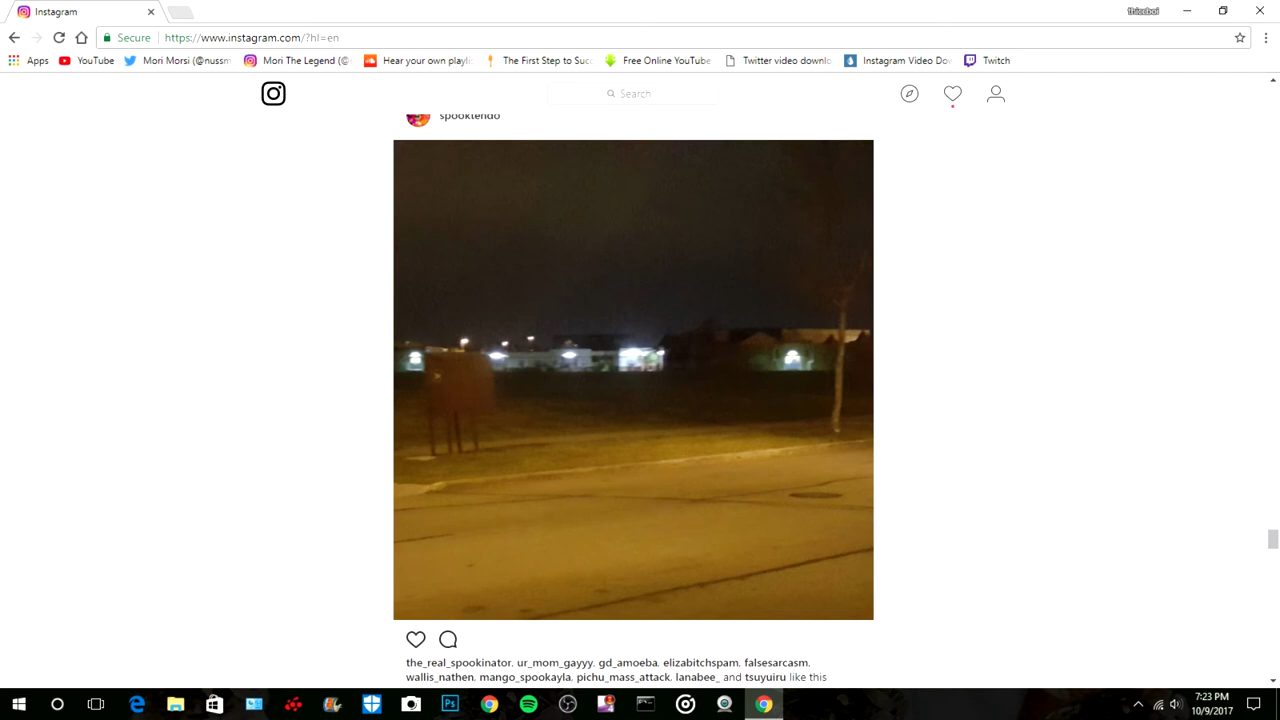 Instagram
thiccboi
Secure https://www.instagram.com/?hl=en
Apps YouTube Mori Morsi (@nussm Mori The Legend (@ Hear your own playli The First Step to Suc Free Online YouTube Twitter video downlo Instagram Video Do Twitch
Search
spooktendo
the_real_spookinator, ur_mom_gayyy, gd_amoeba, elizabitchspam, falsesarcasm,
wallis_nathen, mango_spookayla, pichu_mass_attack, lanabee_ and tsuyuiru like this
7:23 PM
10/9/2017